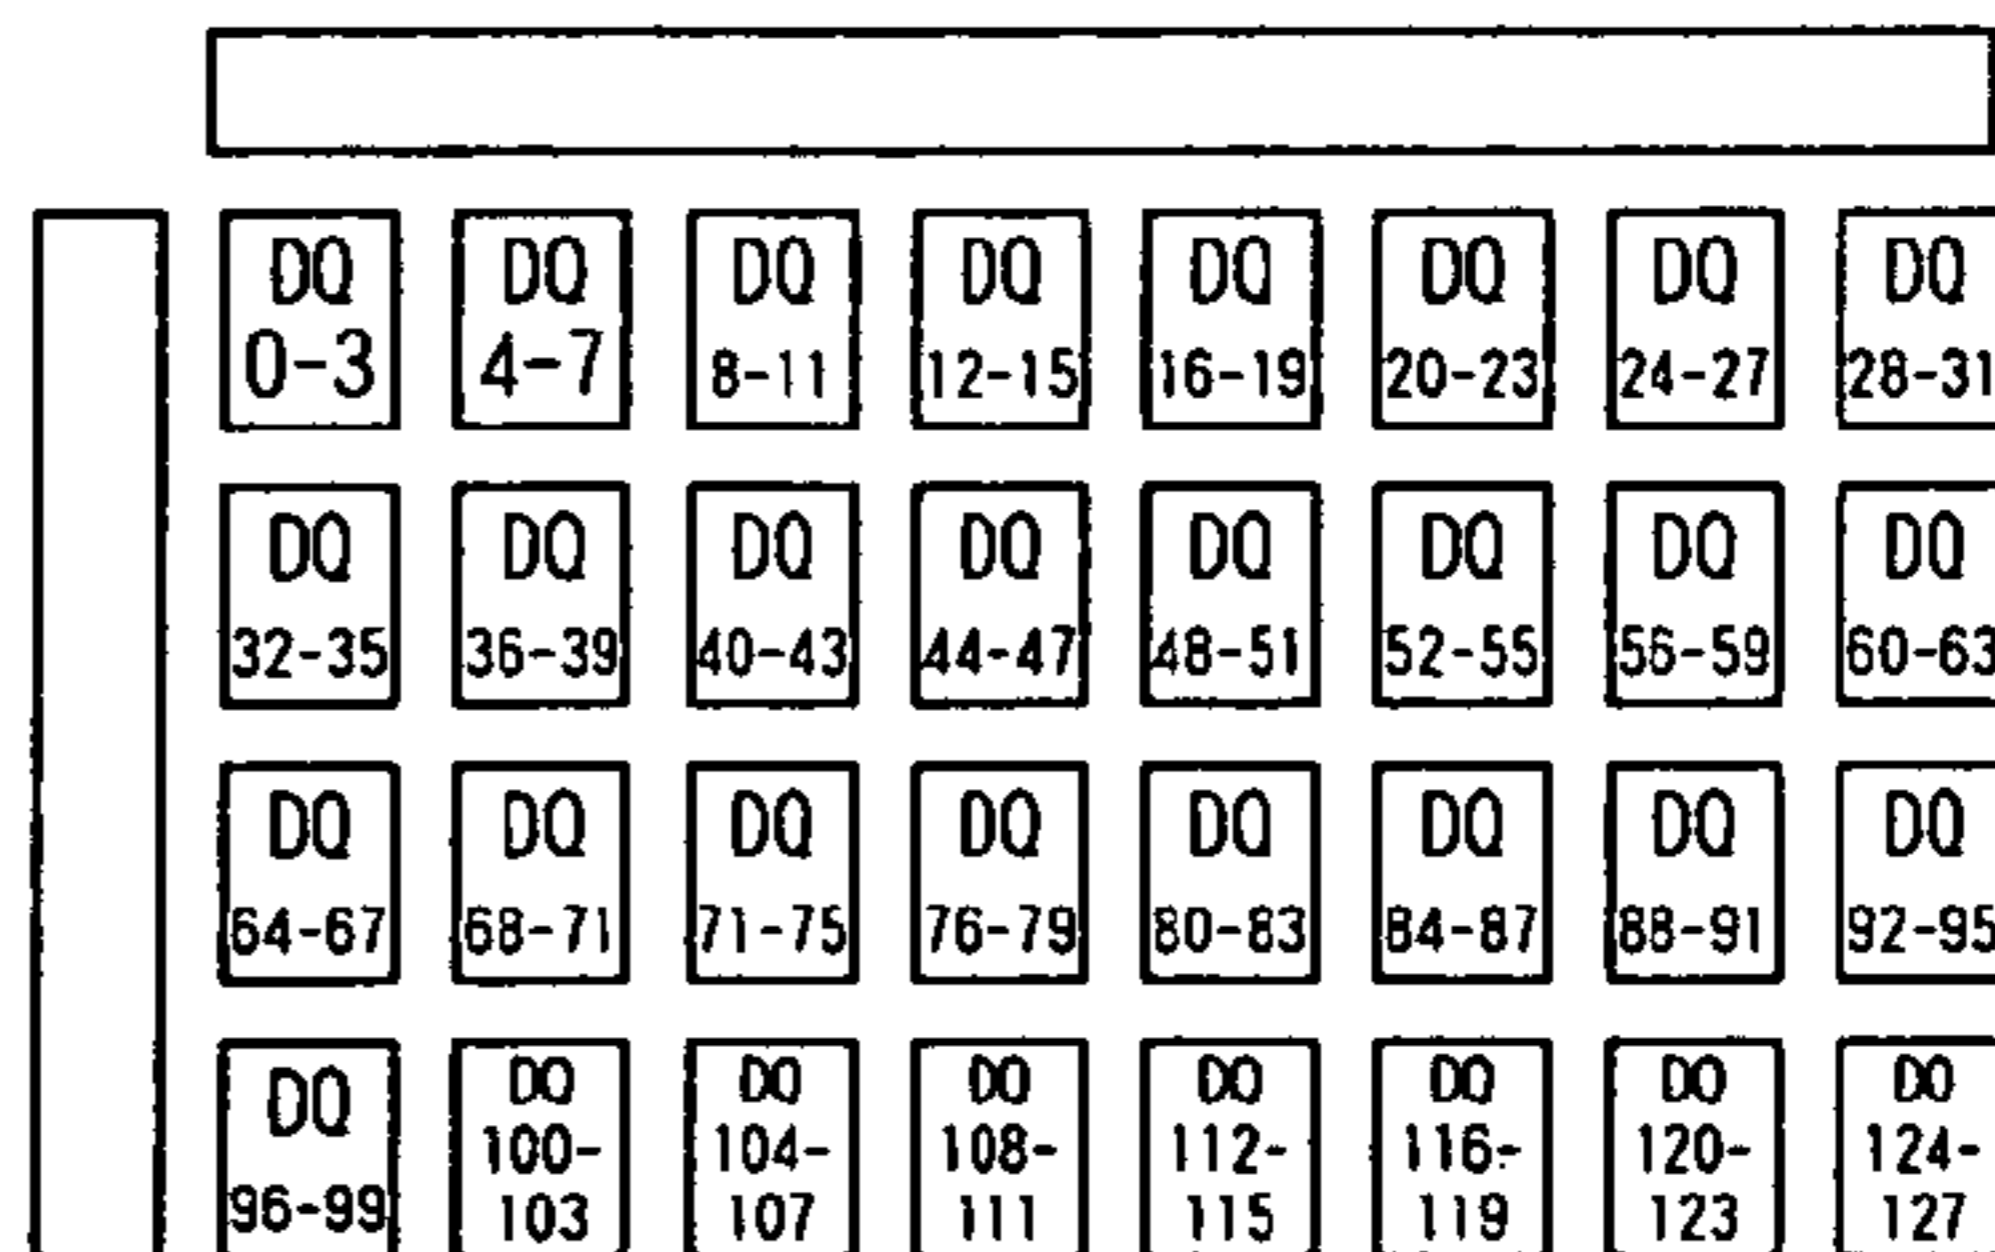 DQ DQ DQ DQ DQ DQ DQ DQ
0-3 4-7 8-11 12-15 16-19 20-23 24-27 28-31
DQ DQ DQ DQ DQ DQ DQ DQ
32-35 36-39 40-43 44-47 48-51 52-55 56-59 60-63
DQ DQ DQ DQ DQ DQ DQ DQ
64-67 68-71 71-75 76-79 80-83 84-87 88-91 92-95
DQ DQ DQ DQ DQ DQ DQ DQ
96-99 100- 104- 108- 112- 116- 120- 124-
103 107 111 115 119 123 127